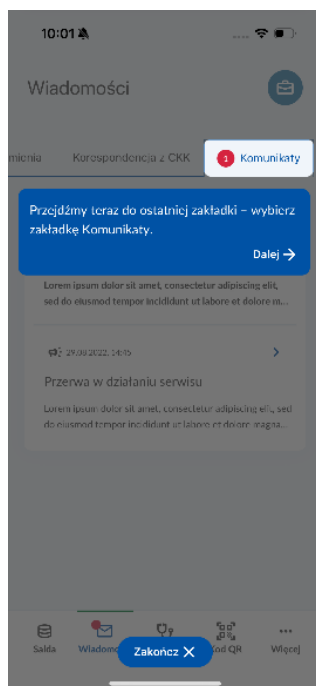 10:01
Wiadomości
mienia Korespondencja z CKK 1 Komunikaty
Przejdźmy teraz do ostatniej zakładki – wybierz
zakładkę Komunikaty.
Dalej
Lorem ipsum dolor sit amet, consectetur adipiscing elit,
sed do eiusmod tempor incididunt ut labore et dolore m...
29.08.2022, 14:45
Przerwa w działaniu serwisu
Lorem ipsum dolor sit amet, consectetur adipiscing elit, sed
do eiusmod tempor incididunt ut labore et dolore magna...
Salda Wiadomo Kod QR Więcej
Zakończ